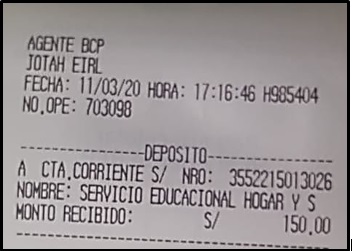 AGENTE BCP
JOTAH EIRL
FECHA: 11/03/20 HORA: 17:16:46 H985404
NO.OPE: 703098
------------------DEPOSITO------------------
A CTA.CORRIENTE S/ NRO: 3552215013026
NOMBRE: SERVICIO EDUCACIONAL HOGAR Y S
MONTO RECIBIDO: S/ 150,00
--------------------------------------------